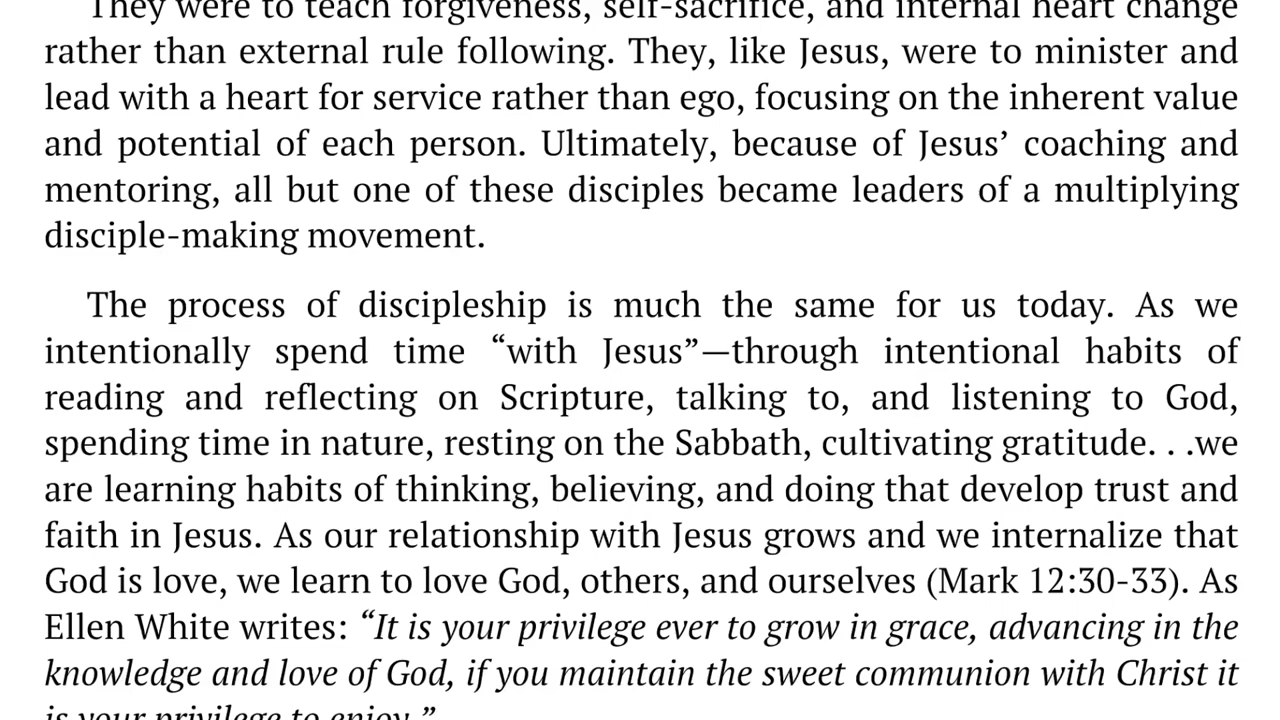 They were to teach forgiveness, self-sacrifice, and internal heart change
rather than external rule following. They, like Jesus, were to minister and
lead with a heart for service rather than ego, focusing on the inherent value
and potential of each person. Ultimately, because of Jesus’ coaching and
mentoring, all but one of these disciples became leaders of a multiplying
disciple-making movement.
The process of discipleship is much the same for us today. As we
intentionally spend time “with Jesus”—through intentional habits of
reading and reflecting on Scripture, talking to, and listening to God,
spending time in nature, resting on the Sabbath, cultivating gratitude. . .we
are learning habits of thinking, believing, and doing that develop trust and
faith in Jesus. As our relationship with Jesus grows and we internalize that
God is love, we learn to love God, others, and ourselves (Mark 12:30-33). As
Ellen White writes: “It is your privilege ever to grow in grace, advancing in the
knowledge and love of God, if you maintain the sweet communion with Christ it
is your privilege to enjoy.”